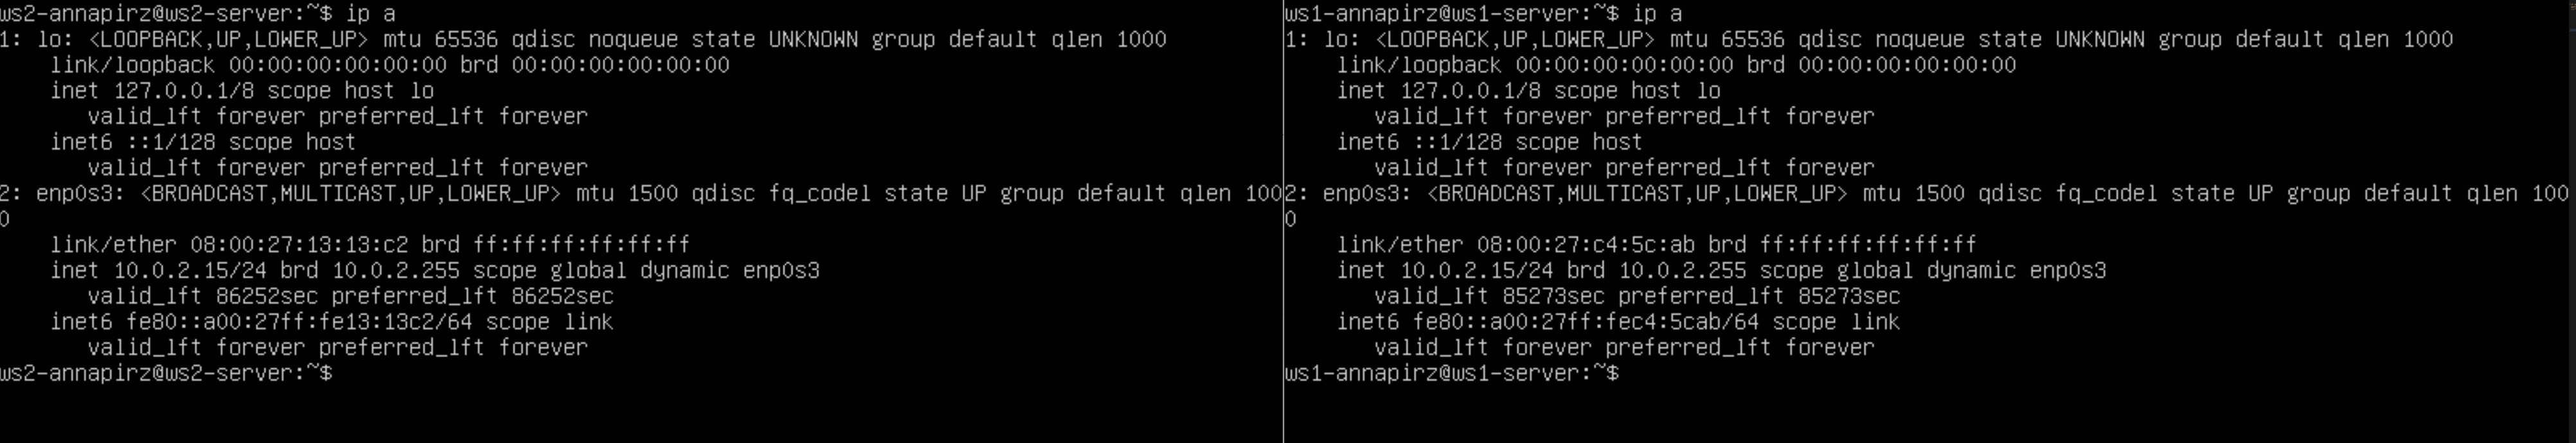 ws2-annapirz@ws2-server:~$ ip a
1: lo: <LOOPBACK,UP,LOWER_UP> mtu 65536 qdisc noqueue state UNKNOWN group default qlen 1000
    link/loopback 00:00:00:00:00:00 brd 00:00:00:00:00:00
    inet 127.0.0.1/8 scope host lo
       valid_lft forever preferred_lft forever
    inet6 ::1/128 scope host
       valid_lft forever preferred_lft forever
2: enp0s3: <BROADCAST,MULTICAST,UP,LOWER_UP> mtu 1500 qdisc fq_codel state UP group default qlen 100
0
    link/ether 08:00:27:13:13:c2 brd ff:ff:ff:ff:ff:ff
    inet 10.0.2.15/24 brd 10.0.2.255 scope global dynamic enp0s3
       valid_lft 86252sec preferred_lft 86252sec
    inet6 fe80::a00:27ff:fe13:13c2/64 scope link
       valid_lft forever preferred_lft forever
ws2-annapirz@ws2-server:~$
ws1-annapirz@ws1-server:~$ ip a
1: lo: <LOOPBACK,UP,LOWER_UP> mtu 65536 qdisc noqueue state UNKNOWN group default qlen 1000
    link/loopback 00:00:00:00:00:00 brd 00:00:00:00:00:00
    inet 127.0.0.1/8 scope host lo
       valid_lft forever preferred_lft forever
    inet6 ::1/128 scope host
       valid_lft forever preferred_lft forever
2: enp0s3: <BROADCAST,MULTICAST,UP,LOWER_UP> mtu 1500 qdisc fq_codel state UP group default qlen 100
0
    link/ether 08:00:27:c4:5c:ab brd ff:ff:ff:ff:ff:ff
    inet 10.0.2.15/24 brd 10.0.2.255 scope global dynamic enp0s3
       valid_lft 85273sec preferred_lft 85273sec
    inet6 fe80::a00:27ff:fec4:5cab/64 scope link
       valid_lft forever preferred_lft forever
ws1-annapirz@ws1-server:~$